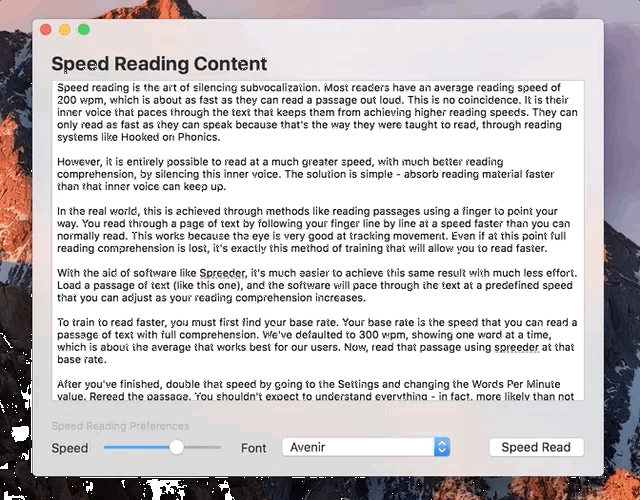 Speed Reading Content
Speed reading is the art of silencing subvocalization. Most readers have an average reading speed of
200 wpm, which is about as fast as they can read a passage out loud. This is no coincidence. It is their
inner voice that paces through the text that keeps them from achieving higher reading speeds. They can
only read as fast as they can speak because that's the way they were taught to read, through reading
systems like Hooked on Phonics.
However, it is entirely possible to read at a much greater speed, with much better reading
comprehension, by silencing this inner voice. The solution is simple - absorb reading material faster
than that inner voice can keep up.
In the real world, this is achieved through methods like reading passages using a finger to point your
way. You read through a page of text by following your finger line by line at a speed faster than you can
normally read. This works because the eye is very good at tracking movement. Even if at this point full
reading comprehension is lost, it's exactly this method of training that will allow you to read faster.
With the aid of software like Spreeder, it's much easier to achieve this same result with much less effort.
Load a passage of text (like this one), and the software will pace through the text at a predefined speed
that you can adjust as your reading comprehension increases.
To train to read faster, you must first find your base rate. Your base rate is the speed that you can read a
passage of text with full comprehension. We've defaulted to 300 wpm, showing one word at a time,
which is about the average that works best for our users. Now, read that passage using spreeder at that
base rate.
After you've finished, double that speed by going to the Settings and changing the Words Per Minute
value. Reread the passage. You shouldn't expect to understand everything - in fact, more likely than not
Speed Reading Preferences
Speed Font Avenir Speed Read